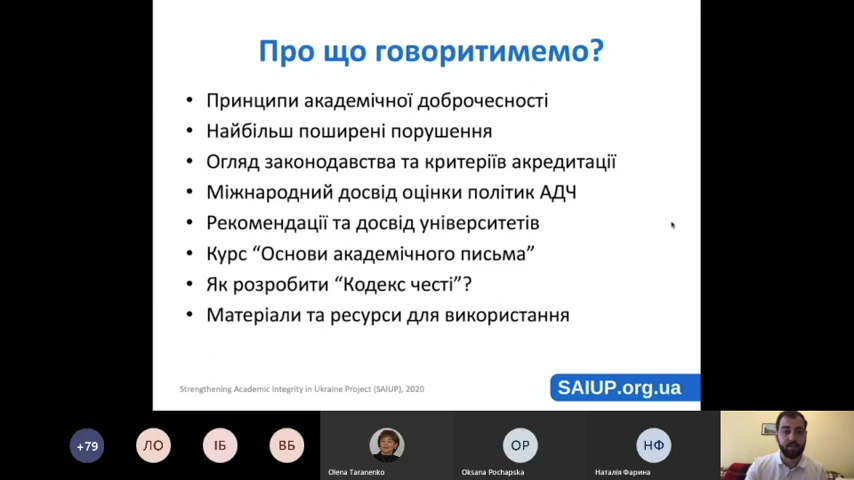 Про що говоритимемо?
• Принципи академічної доброчесності
• Найбільш поширені порушення
• Огляд законодавства та критеріїв акредитації
• Міжнародний досвід оцінки політик АДЧ
• Рекомендації та досвід університетів
• Курс “Основи академічного письма”
• Як розробити “Кодекс честі”?
• Матеріали та ресурси для використання
Strengthening Academic Integrity in Ukraine Project (SAIUP), 2020
SAIUP.org.ua
+79
ЛО
ІБ
ВБ
OP
НФ
Olena Taranenko
Oksana Pochapska
Наталія Фарина